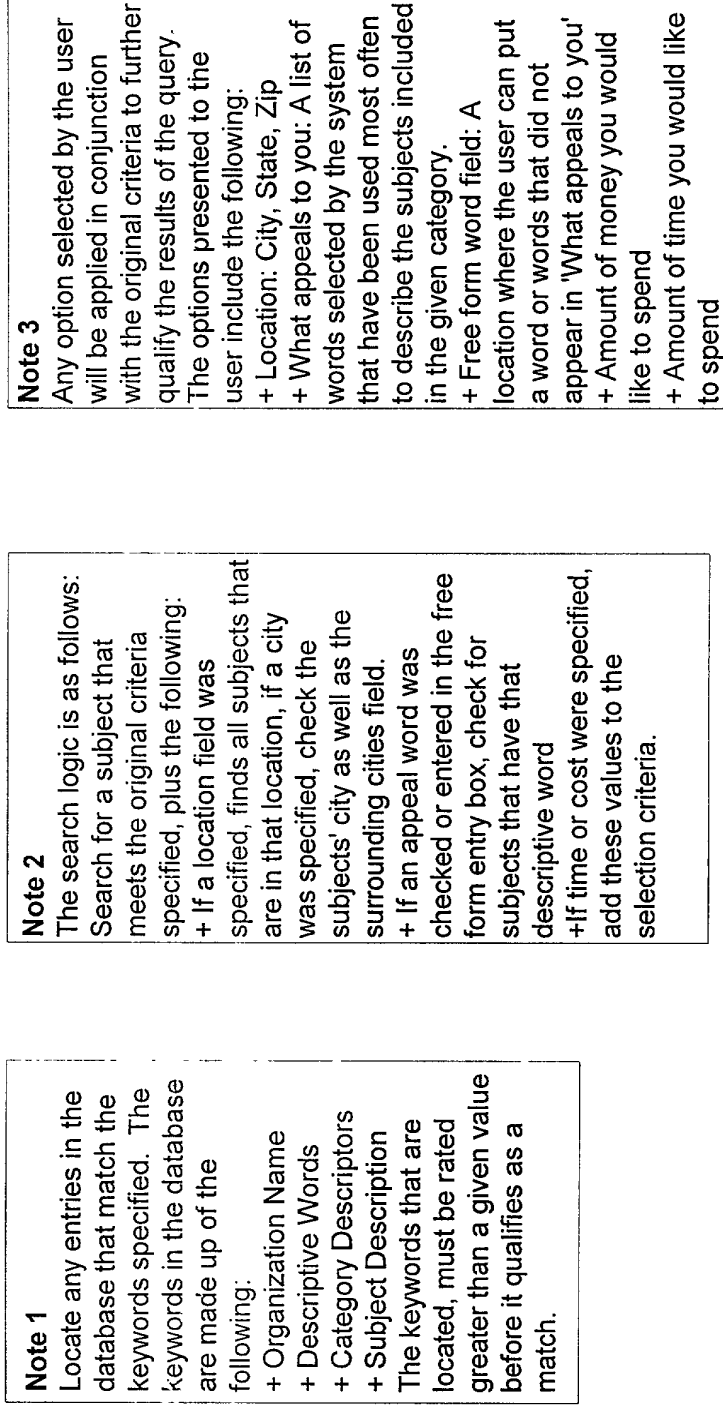 Note 1
Locate any entries in the
database that match the
keywords specified. The
keywords in the database
are made up of the
following:
+ Organization Name
+ Descriptive Words
+ Category Descriptors
+ Subject Description
The keywords that are
located, must be rated
greater than a given value
before it qualifies as a
match.
Note 2
The search logic is as follows:
Search for a subject that
meets the original criteria
specified, plus the following:
+ If a location field was
specified, finds all subjects that
are in that location, if a city
was specified, check the
subjects' city as well as the
surrounding cities field.
+ If an appeal word was
checked or entered in the free
form entry box, check for
subjects that have that
descriptive word
+If time or cost were specified,
add these values to the
selection criteria.
Note 3
Any option selected by the user
will be applied in conjunction
with the original criteria to further
qualify the results of the query.
The options presented to the
user include the following:
+ Location: City, State, Zip
+ What appeals to you: A list of
words selected by the system
that have been used most often
to describe the subjects included
in the given category.
+ Free form word field: A
location where the user can put
a word or words that did not
appear in 'What appeals to you'
+ Amount of money you would
like to spend
+ Amount of time you would like
to spend